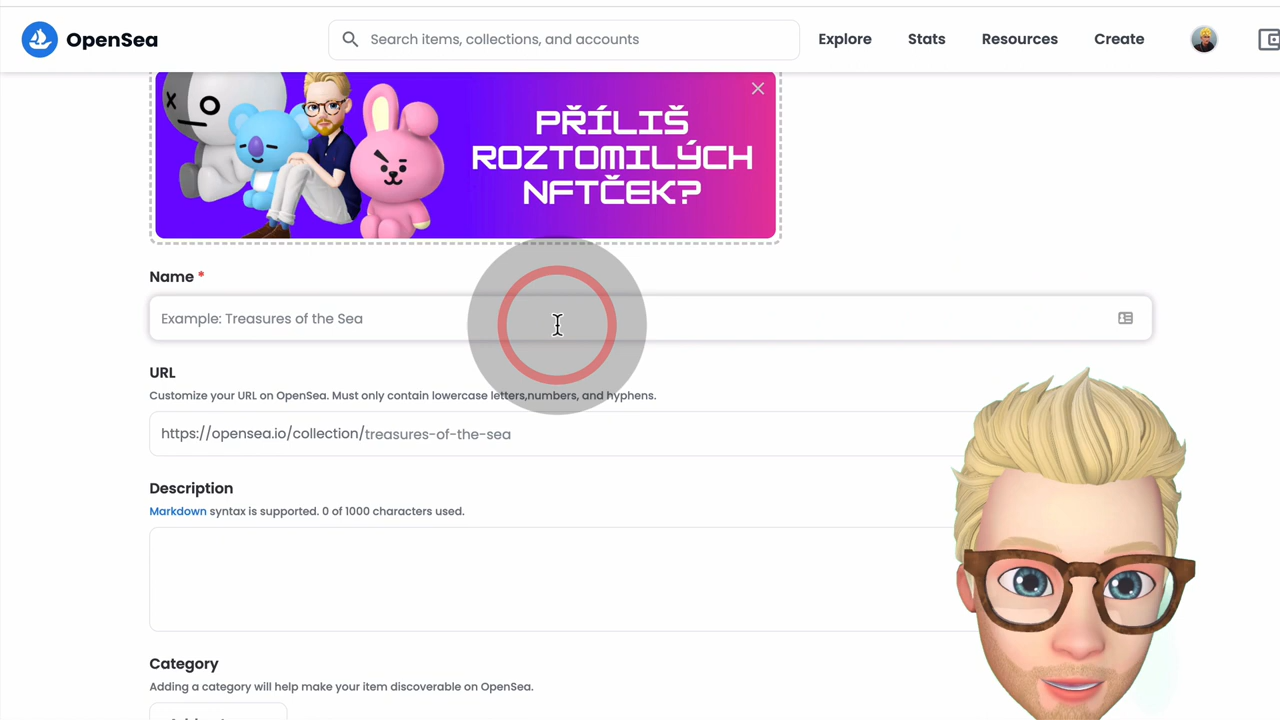 OpenSea
Search items, collections, and accounts
Explore
Stats
Resources
Create
PŘÍLIŠ
ROZTOMILÝCH
NFTČEK?
Name *
Example: Treasures of the Sea
URL
Customize your URL on OpenSea. Must only contain lowercase letters,numbers, and hyphens.
https://opensea.io/collection/treasures-of-the-sea
Description
Markdown syntax is supported. 0 of 1000 characters used.
Category
Adding a category will help make your item discoverable on OpenSea.